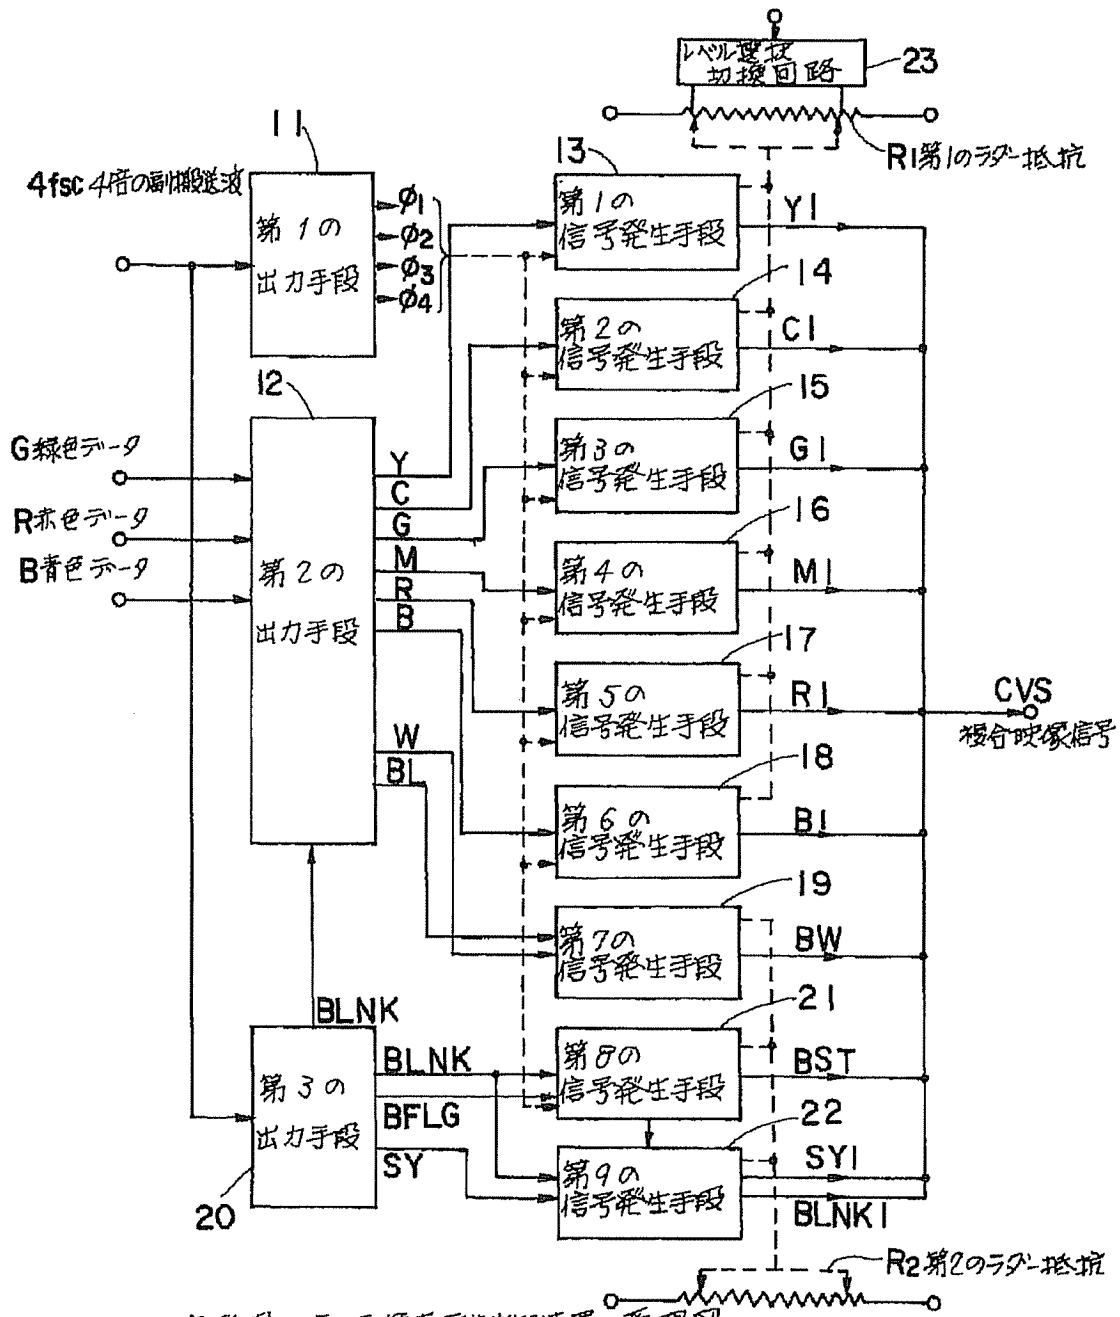 レベル選択
切換回路
23
R1第1のラダー抵抗
11
4fsc 4倍の副搬送波
第1の
出力手段
φ1
φ2
φ3
φ4
13
第1の
信号発生手段
Y1
14
第2の
信号発生手段
C1
12
G緑色データ
R赤色データ
B青色データ
第2の
出力手段
Y
C
G
M
R
B
W
BL
15
第3の
信号発生手段
G1
16
第4の
信号発生手段
M1
17
第5の
信号発生手段
R1
CVS
複合映像信号
18
第6の
信号発生手段
B1
19
第7の
信号発生手段
BW
BLNK
第3の
出力手段
20
BLNK
BFLG
SY
21
第8の
信号発生手段
BST
22
第9の
信号発生手段
SY1
BLNK1
R2第2のラダー抵抗